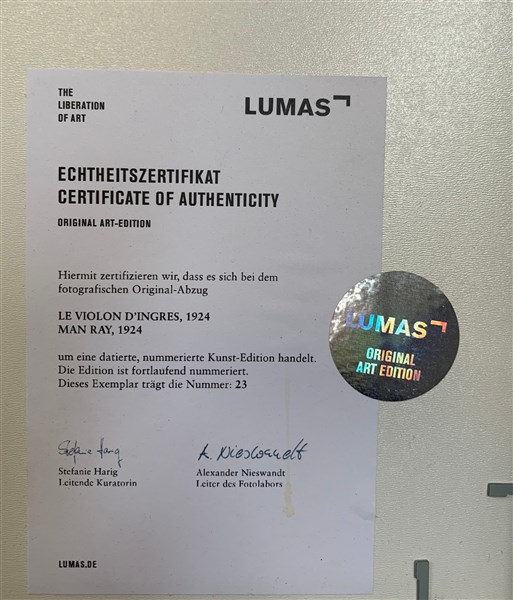 THE
LIBERATION
OF ART
LUMAS
ECHTHEITSZERTIFIKAT
CERTIFICATE OF AUTHENTICITY
ORIGINAL ART-EDITION
Hiermit zertifizieren wir, dass es sich bei dem
fotografischen Original-Abzug
LE VIOLON D'INGRES, 1924
MAN RAY, 1924
um eine datierte, nummerierte Kunst-Edition handelt.
Die Edition ist fortlaufend nummeriert.
Dieses Exemplar trägt die Nummer: 23
LUMAS
ORIGINAL
ART EDITION
Stefanie Harig
A. Nieswandt
Stefanie Harig
Leitende Kuratorin
Alexander Nieswandt
Leiter des Fotolabors
LUMAS.DE